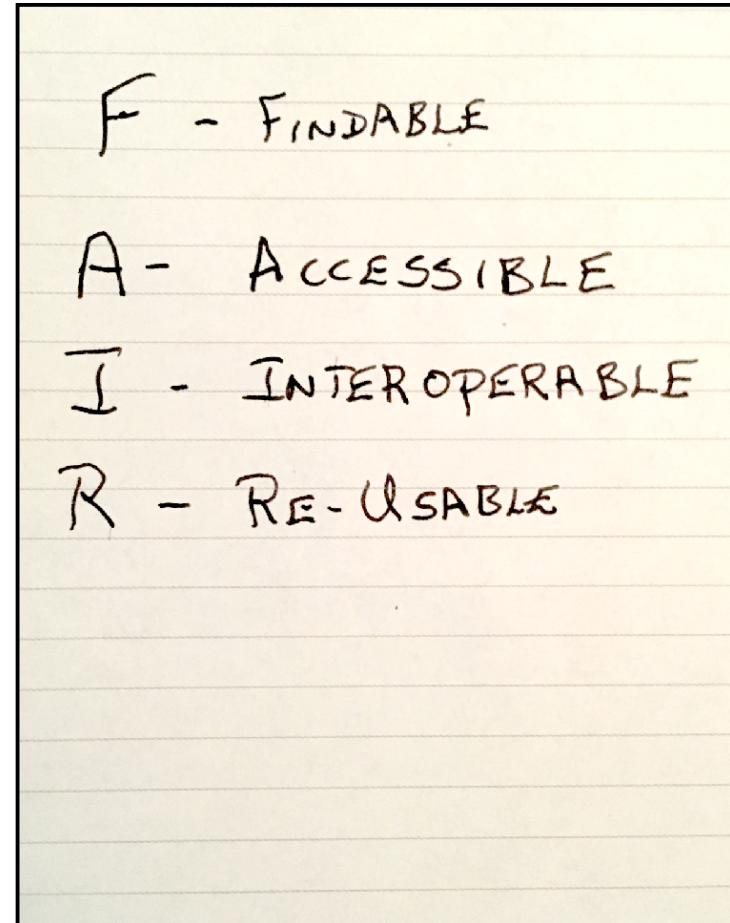 F - FINDABLE
A - ACCESSIBLE
I - INTEROPERABLE
R - RE-USABLE